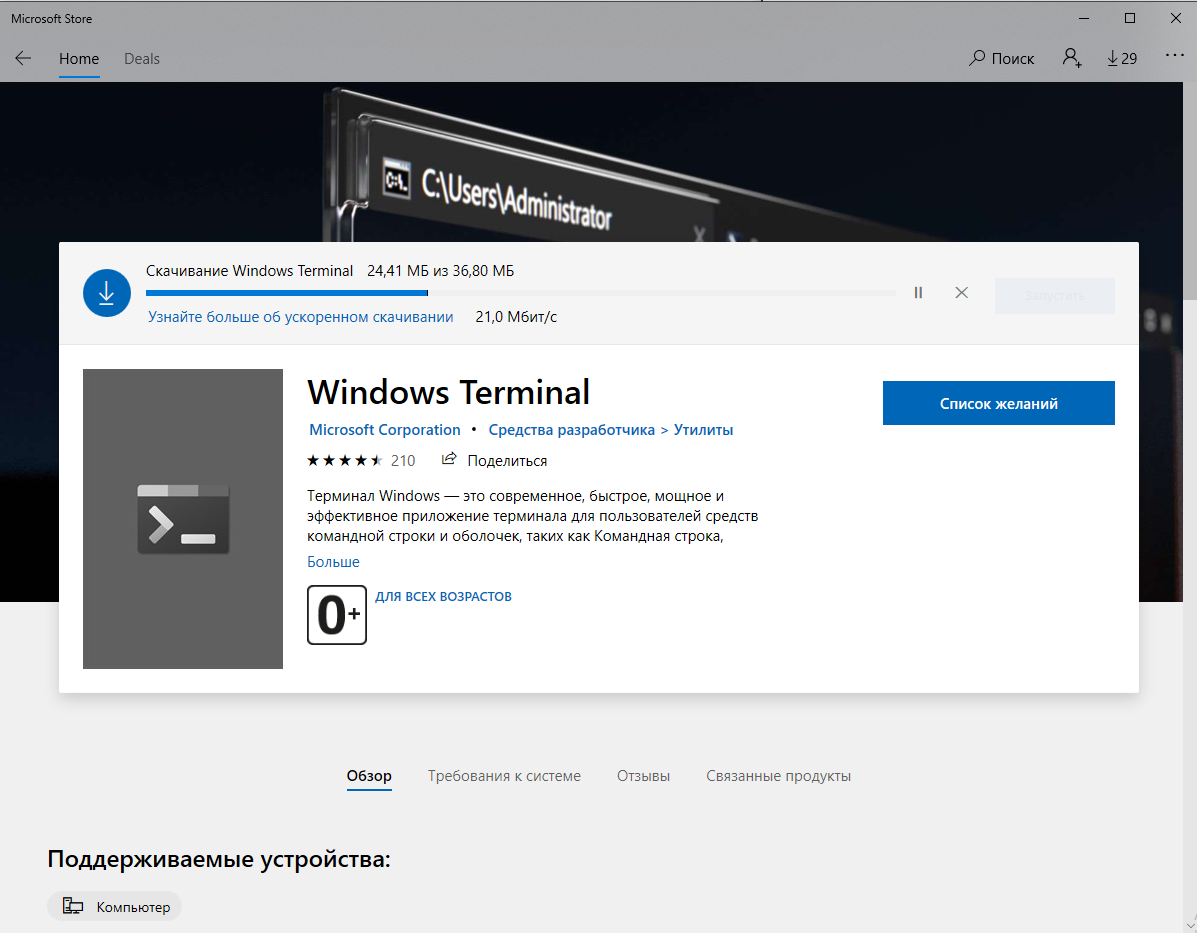 Microsoft Store
Home Deals Поиск 29
C:\Users\Administrator
Скачивание Windows Terminal 24,41 МБ из 36,80 МБ
Узнайте больше об ускоренном скачивании 21,0 Мбит/с
Запустить
Windows Terminal
Список желаний
Microsoft Corporation • Средства разработчика > Утилиты
210 Поделиться
Терминал Windows — это современное, быстрое, мощное и
эффективное приложение терминала для пользователей средств
командной строки и оболочек, таких как Командная строка,
Больше
0+ ДЛЯ ВСЕХ ВОЗРАСТОВ
Обзор Требования к системе Отзывы Связанные продукты
Поддерживаемые устройства:
Компьютер